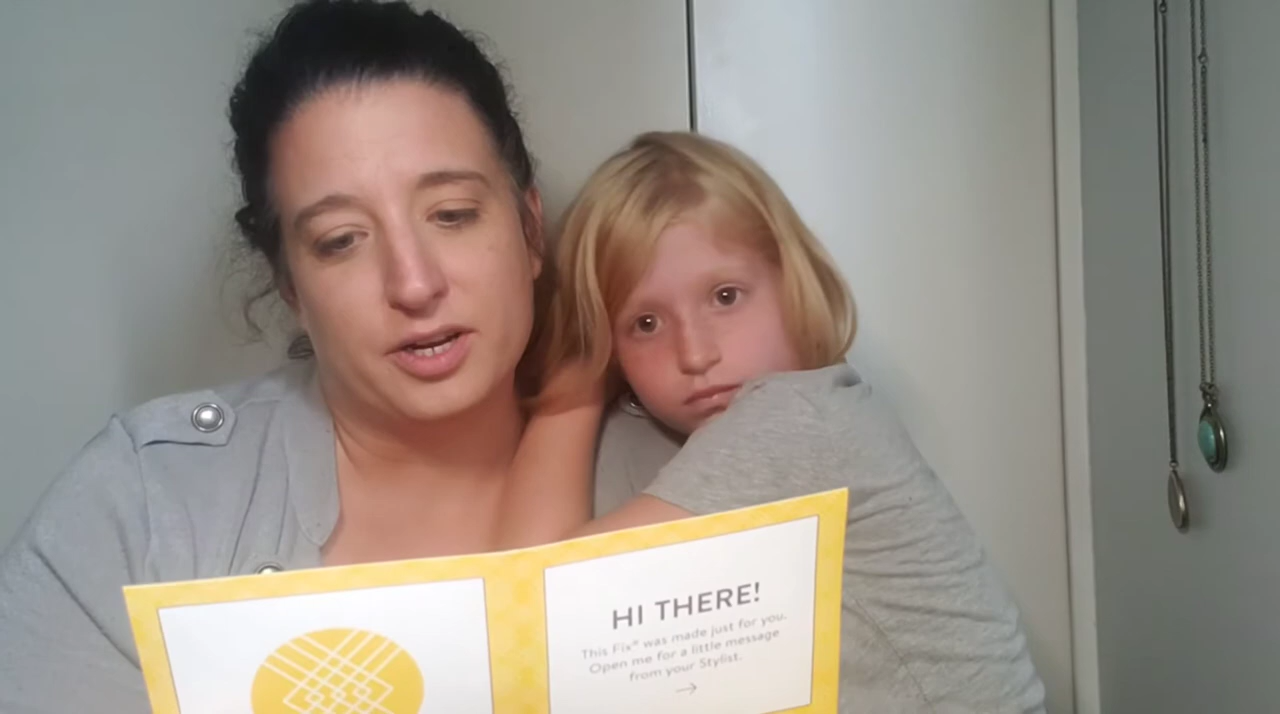 HI THERE!
This Fix® was made just for you.
Open me for a little message
from your Stylist.